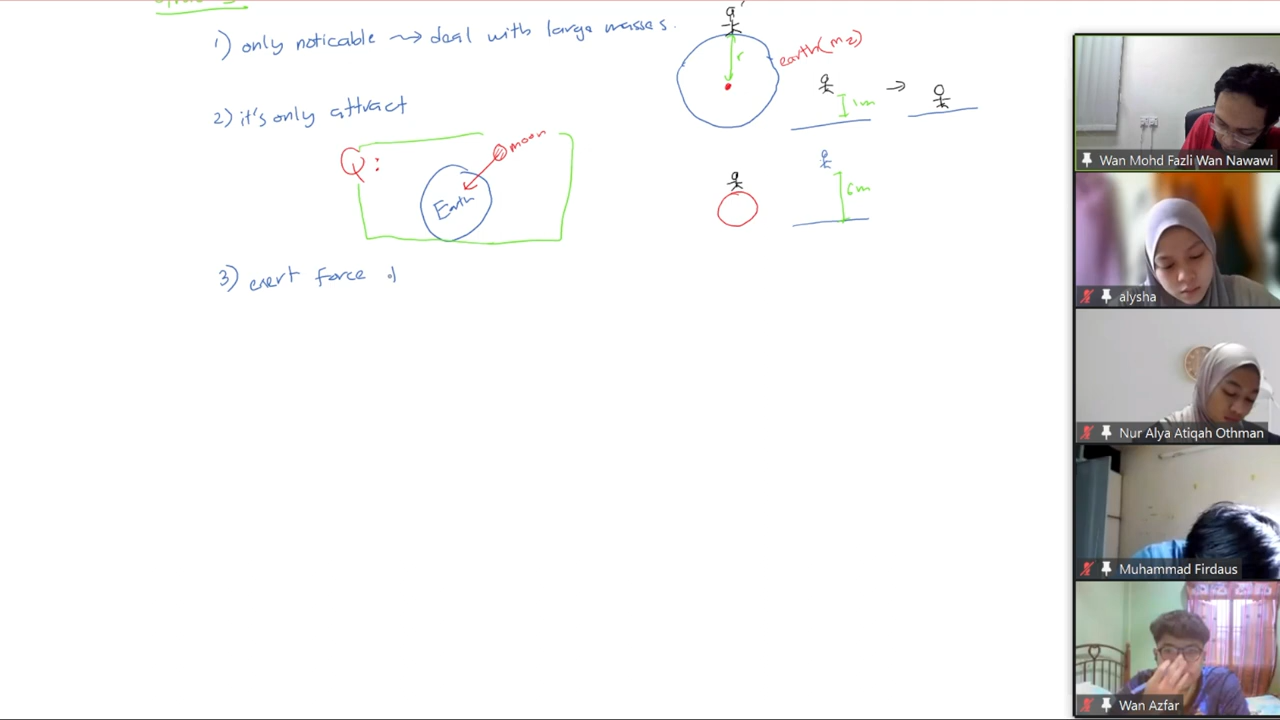 1) only noticable ⤳ deal with large masses.
r
earth (m2)
1m
→
2) it's only attract
Q:
moon
Earth
6m
3) exert force
Wan Mohd Fazli Wan Nawawi
alysha
Nur Alya Atiqah Othman
Muhammad Firdaus
Wan Azfar